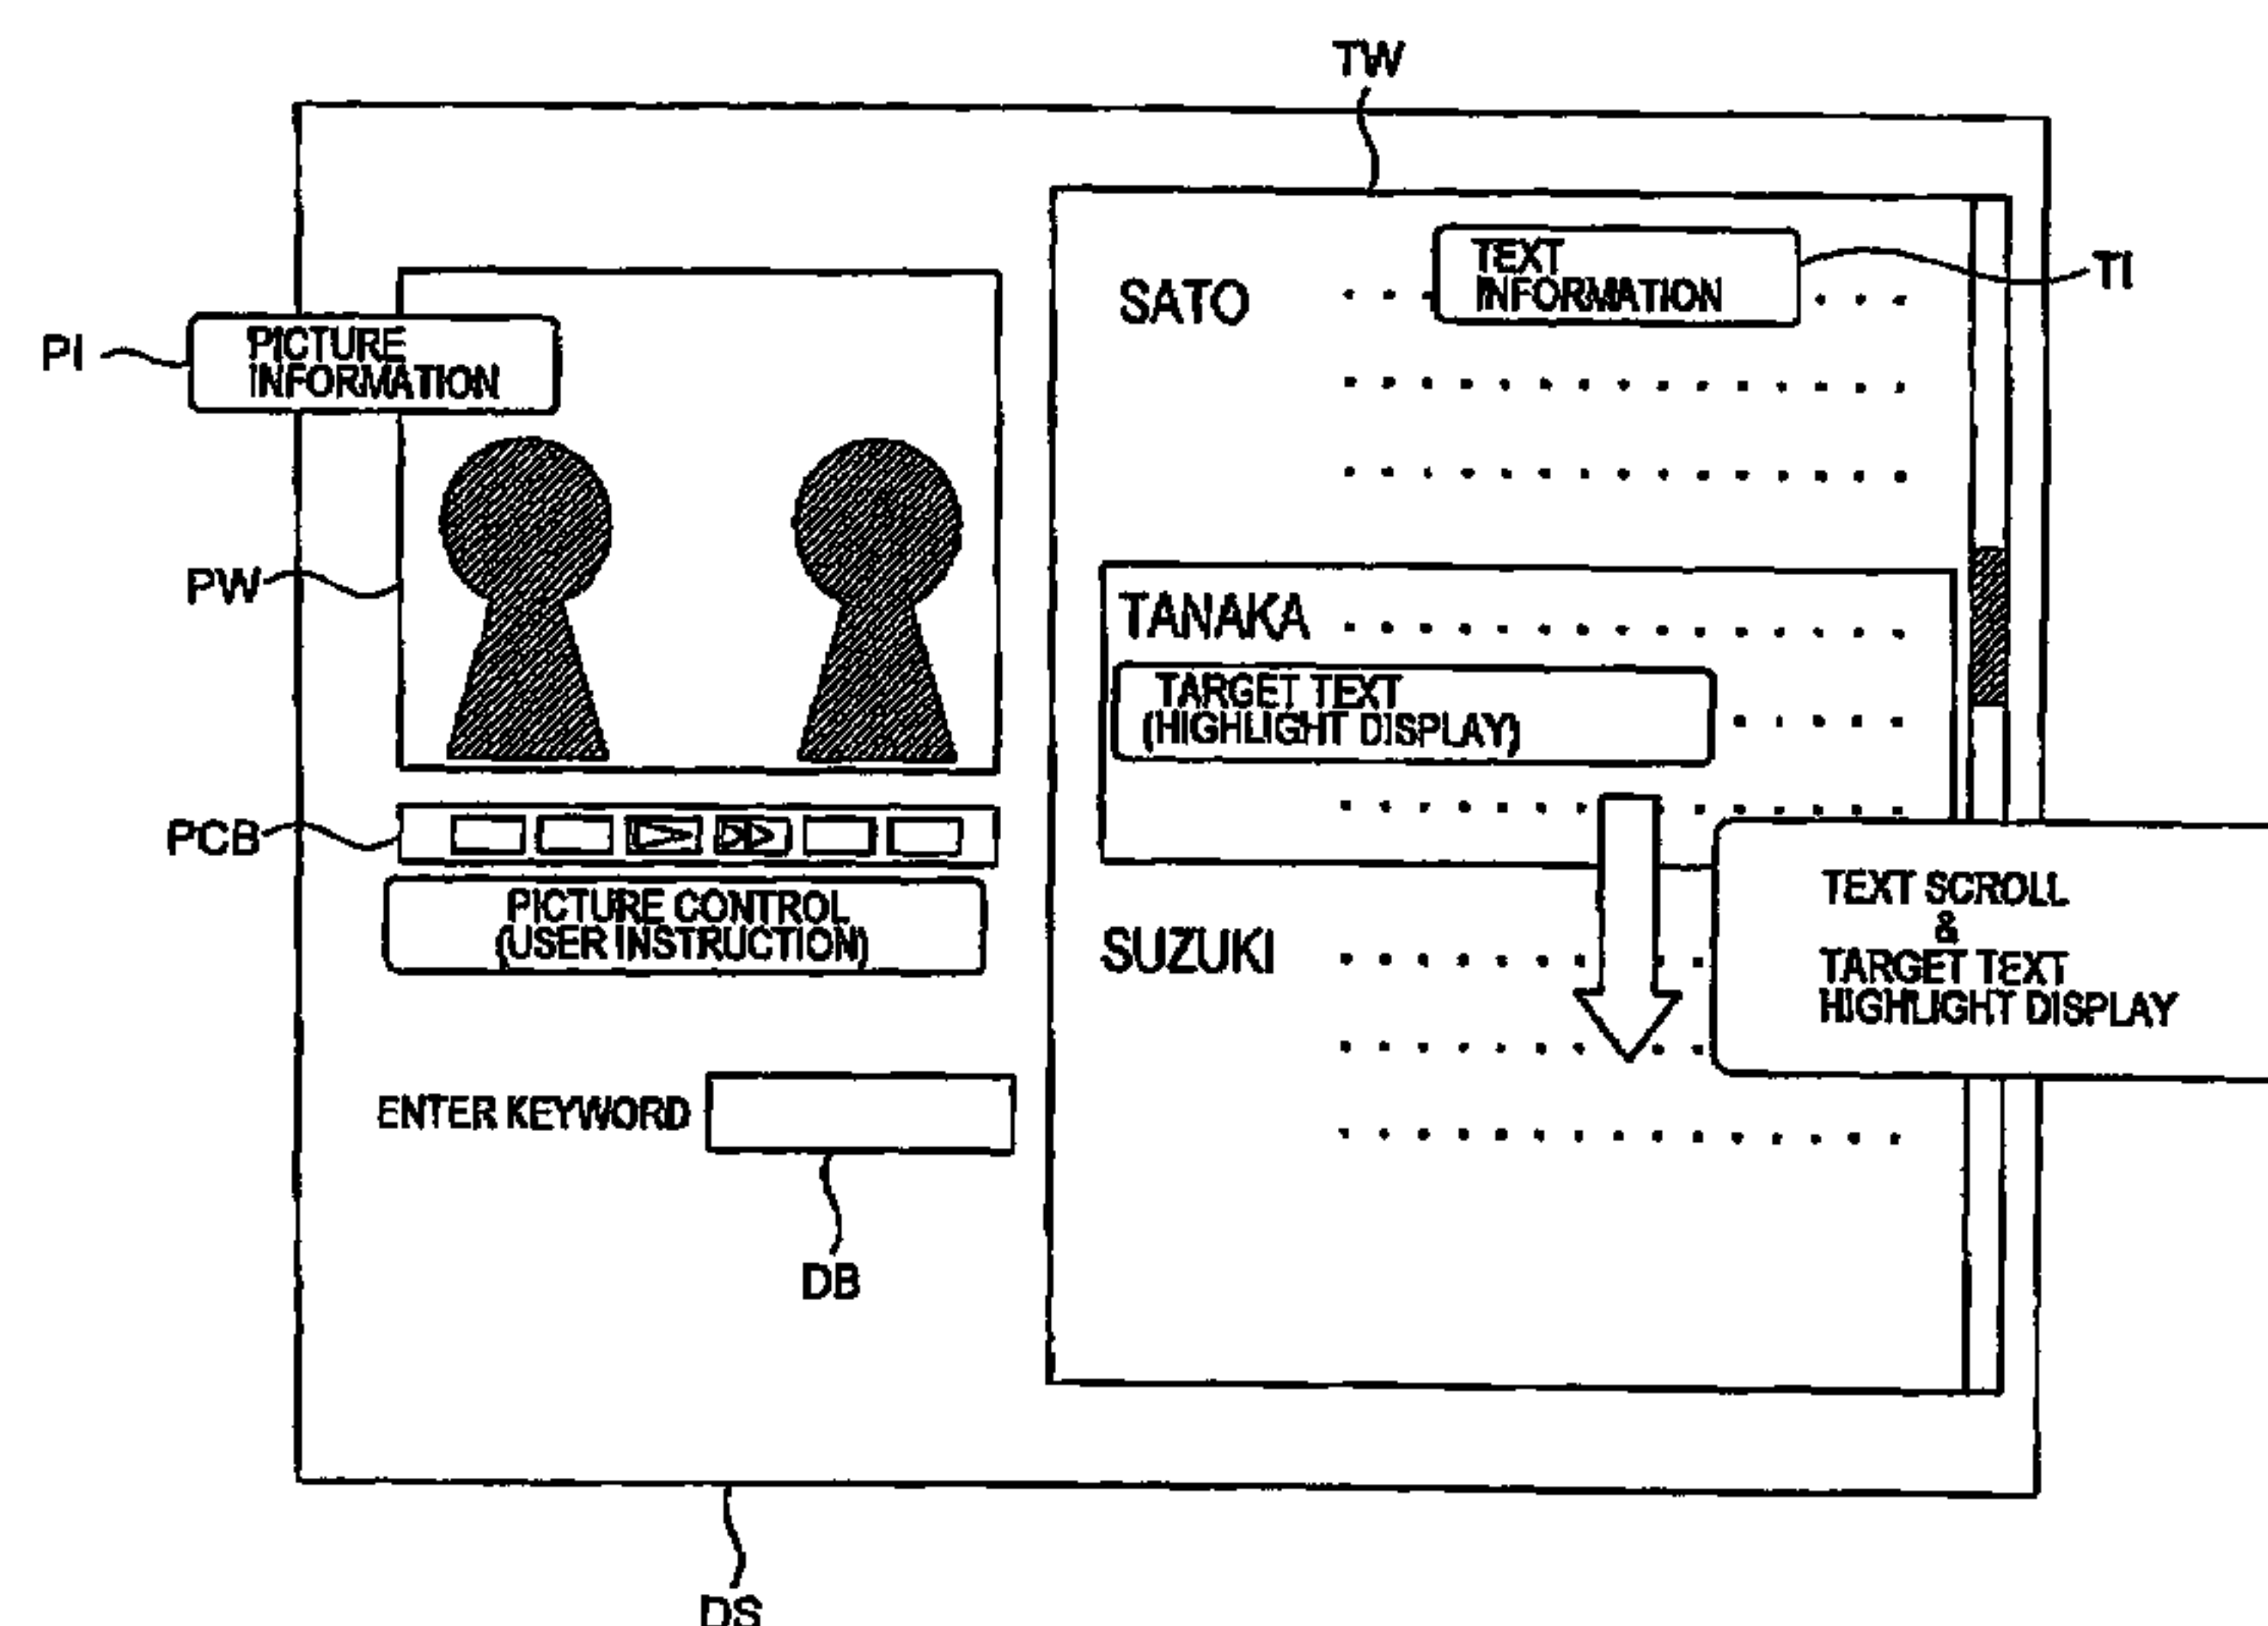 TW
TEXT
INFORMATION
TI
SATO
PI
PICTURE
INFORMATION
PW
TANAKA
TARGET TEXT
(HIGHLIGHT DISPLAY)
PCB
PICTURE CONTROL
(USER INSTRUCTION)
TEXT SCROLL
&
TARGET TEXT
HIGHLIGHT DISPLAY
SUZUKI
ENTER KEYWORD
DB
DS